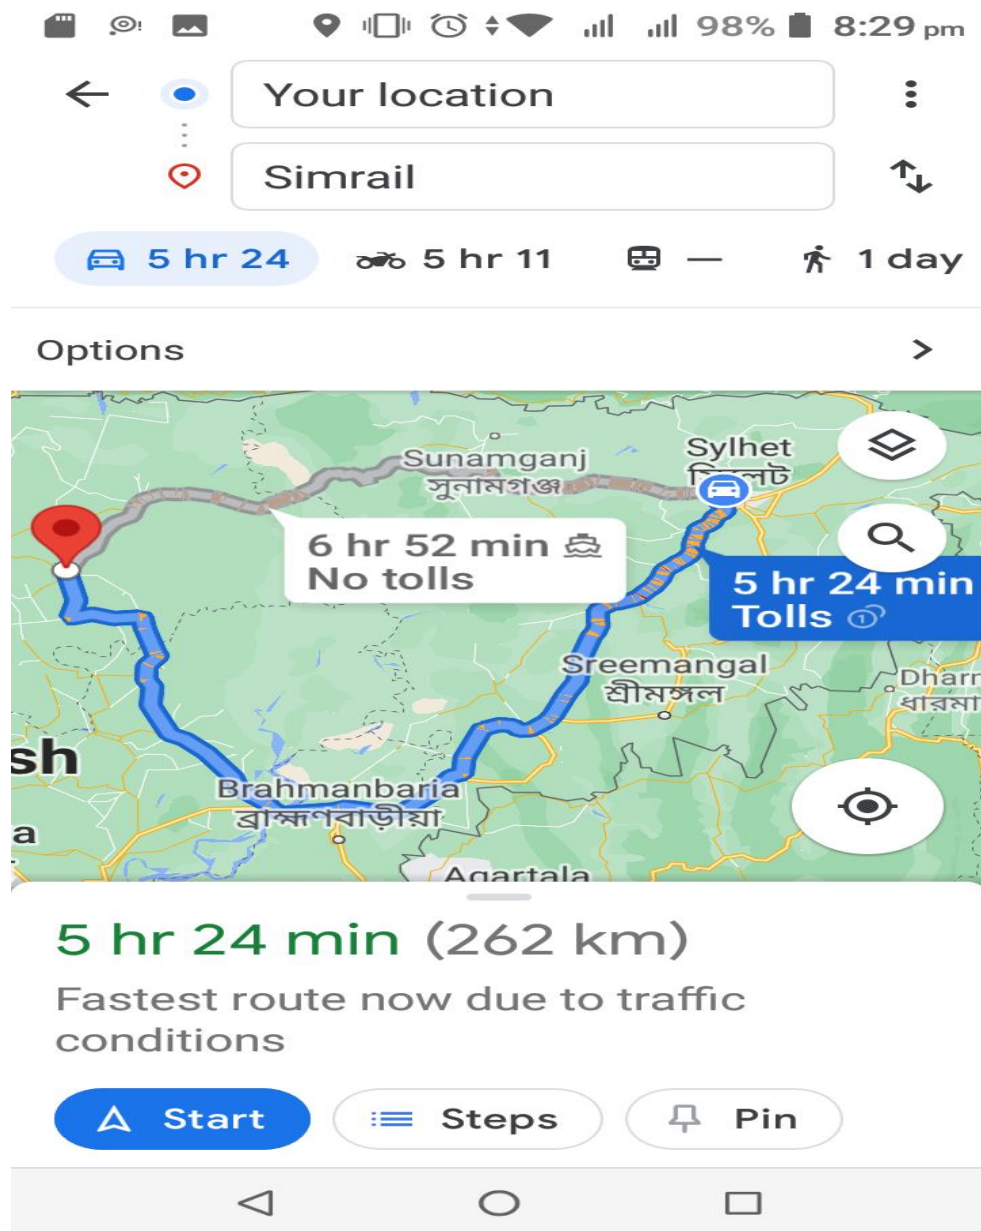 98% 8:29 pm
Your location
Simrail
5 hr 24 5 hr 11 — 1 day
Options
Sunamganj
সুনামগঞ্জ
Sylhet
6 hr 52 min
No tolls
5 hr 24 min
Tolls
Sreemangal
শ্রীমঙ্গল
Dharm
ধারমা
sh
Brahmanbaria
ব্রাহ্মণবাড়ীয়া
a
Agartala
5 hr 24 min (262 km)
Fastest route now due to traffic
conditions
Start Steps Pin